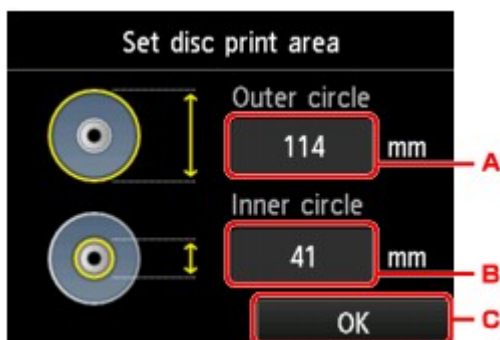 Set disc print area
Outer circle
114 mm
A
Inner circle
41 mm
B
OK
C